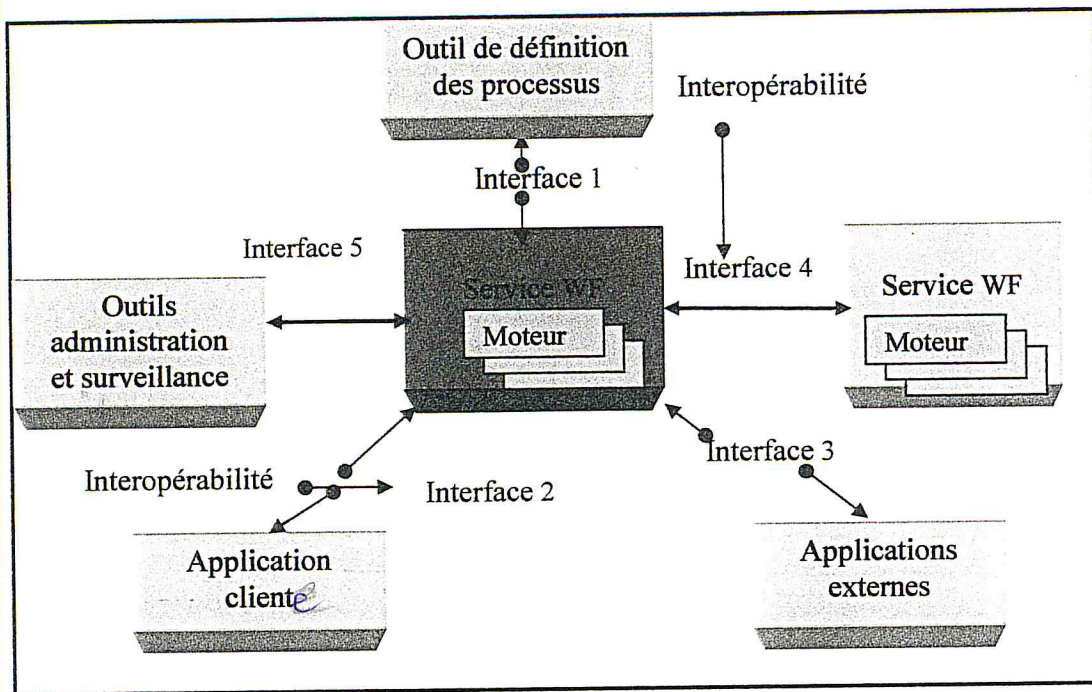 Outil de définition
des processus
Interopérabilité
Interface 1
Interface 5
Interface 4
Service WF
Moteur
Service WF
Moteur
Outils
administration
et surveillance
Interface 3
Interopérabilité
Interface 2
Application
cliente
Applications
externes